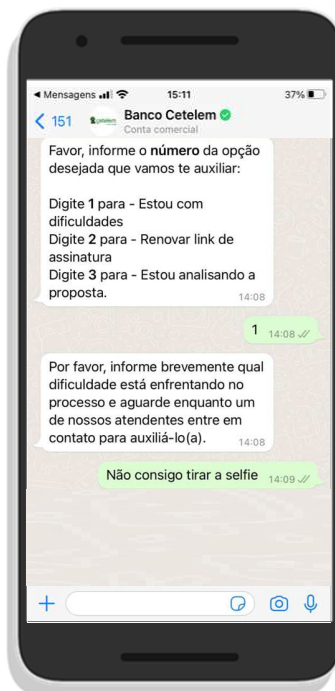 Mensagens 15:11 37%
151 cetelem Banco Cetelem
Conta comercial
Favor, informe o número da opção
desejada que vamos te auxiliar:
Digite 1 para - Estou com
dificuldades
Digite 2 para - Renovar link de
assinatura
Digite 3 para - Estou analisando a
proposta. 14:08
1 14:08
Por favor, informe brevemente qual
dificuldade está enfrentando no
processo e aguarde enquanto um
de nossos atendentes entre em
contato para auxiliá-lo(a). 14:08
Não consigo tirar a selfie 14:09